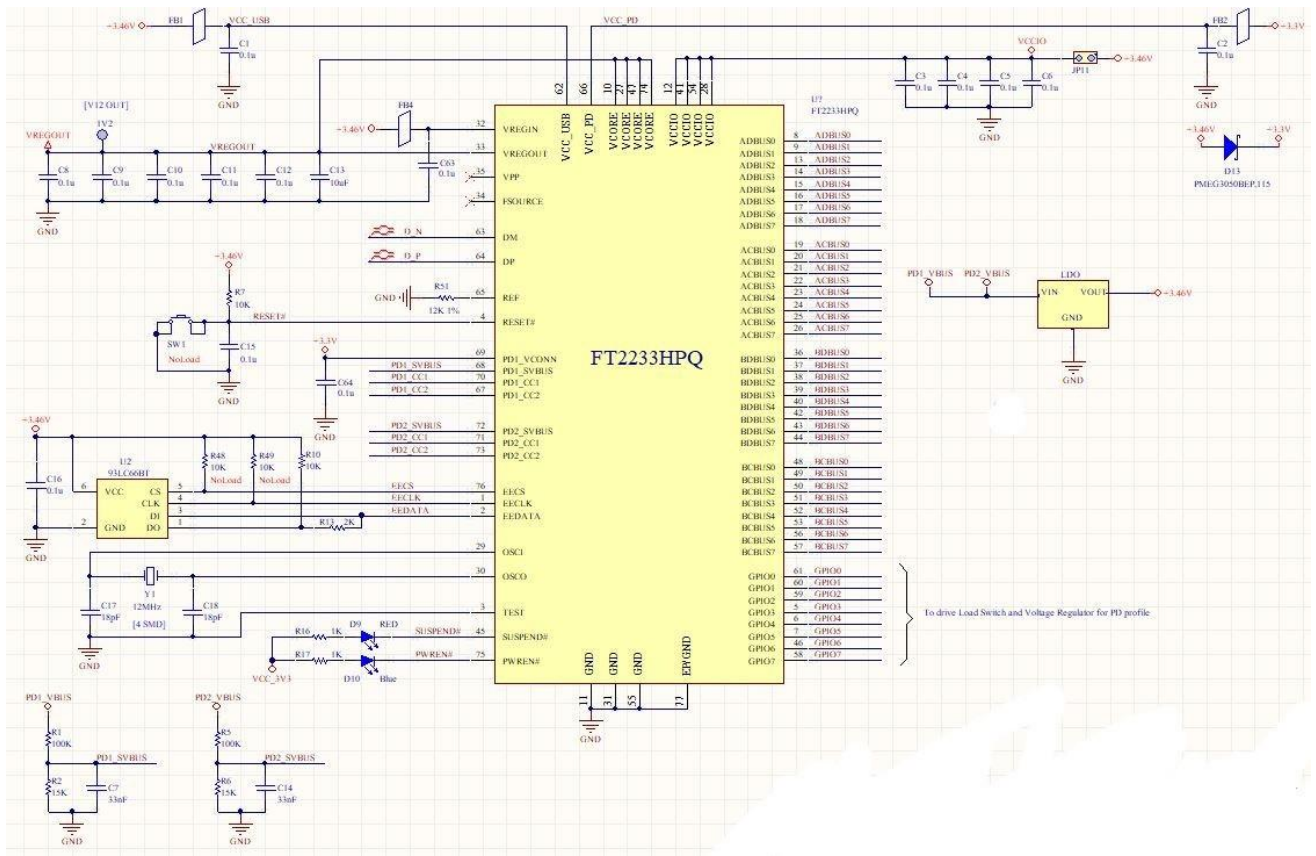 +3.46V
FB1
VCC_USB
C1
0.1u
GND
VCC_PD
FB2
+3.3V
C2
0.1u
GND
VCCIO
JP11
+3.46V
C3
0.1u
C4
0.1u
C5
0.1u
C6
0.1u
GND
+3.46V
+3.3V
D13
PMEG3050BEP,115
[V12 OUT]
1V2
VREGOUT
VREGOUT
C8
0.1u
C9
0.1u
C10
0.1u
C11
0.1u
C12
0.1u
C13
10uF
GND
+3.46V
FB4
C63
0.1u
D_N
D_P
GND
R51
12K 1%
+3.46V
R7
10K
RESET#
SW1
NoLoad
C15
0.1u
GND
+3.3V
C64
0.1u
GND
PD1_SVBUS
PD1_CC1
PD1_CC2
PD2_SVBUS
PD2_CC1
PD2_CC2
+3.46V
C16
0.1u
GND
U2
93LC66BT
6 VCC
2 GND
CS 5
CLK 4
DI 3
DO 1
R48
10K
NoLoad
R49
10K
NoLoad
R10
10K
R13 2K
EECS
EECLK
EEDATA
Y1
12MHz
[4 SMD]
C17
18pF
C18
18pF
GND
R16 1K
D9
RED
SUSPEND#
R17 1K
D10
Blue
PWREN#
VCC_3V3
U?
FT2233HPQ
FT2233HPQ
62 VCC_USB
66 VCC_PD
10 VCORE
27 VCORE
47 VCORE
74 VCORE
12 VCCIO
41 VCCIO
54 VCCIO
28 VCCIO
32 VREGIN
33 VREGOUT
35 VPP
34 FSOURCE
63 DM
64 DP
65 REF
4 RESET#
69 PD1_VCONN
68 PD1_SVBUS
70 PD1_CC1
67 PD1_CC2
72 PD2_SVBUS
71 PD2_CC1
73 PD2_CC2
76 EECS
1 EECLK
2 EEDATA
29 OSCI
30 OSCO
3 TEST
45 SUSPEND#
75 PWREN#
GND 11
GND 31
GND 55
EP/GND 77
GND
ADBUS0 8 ADBUS0
ADBUS1 9 ADBUS1
ADBUS2 13 ADBUS2
ADBUS3 14 ADBUS3
ADBUS4 15 ADBUS4
ADBUS5 16 ADBUS5
ADBUS6 17 ADBUS6
ADBUS7 18 ADBUS7
ACBUS0 19 ACBUS0
ACBUS1 20 ACBUS1
ACBUS2 21 ACBUS2
ACBUS3 22 ACBUS3
ACBUS4 23 ACBUS4
ACBUS5 24 ACBUS5
ACBUS6 25 ACBUS6
ACBUS7 26 ACBUS7
BDBUS0 36 BDBUS0
BDBUS1 37 BDBUS1
BDBUS2 38 BDBUS2
BDBUS3 39 BDBUS3
BDBUS4 40 BDBUS4
BDBUS5 42 BDBUS5
BDBUS6 43 BDBUS6
BDBUS7 44 BDBUS7
BCBUS0 48 BCBUS0
BCBUS1 49 BCBUS1
BCBUS2 50 BCBUS2
BCBUS3 51 BCBUS3
BCBUS4 52 BCBUS4
BCBUS5 53 BCBUS5
BCBUS6 56 BCBUS6
BCBUS7 57 BCBUS7
GPIO0 61 GPIO0
GPIO1 60 GPIO1
GPIO2 59 GPIO2
GPIO3 5 GPIO3
GPIO4 6 GPIO4
GPIO5 7 GPIO5
GPIO6 46 GPIO6
GPIO7 58 GPIO7
To drive Load Switch and Voltage Regulator for PD profile
PD1_VBUS
PD2_VBUS
LDO
VIN
VOUT
GND
+3.46V
GND
PD1_VBUS
R1
100K
PD1_SVBUS
R2
15K
C7
33nF
GND
PD2_VBUS
R5
100K
PD2_SVBUS
R6
15K
C14
33nF
GND